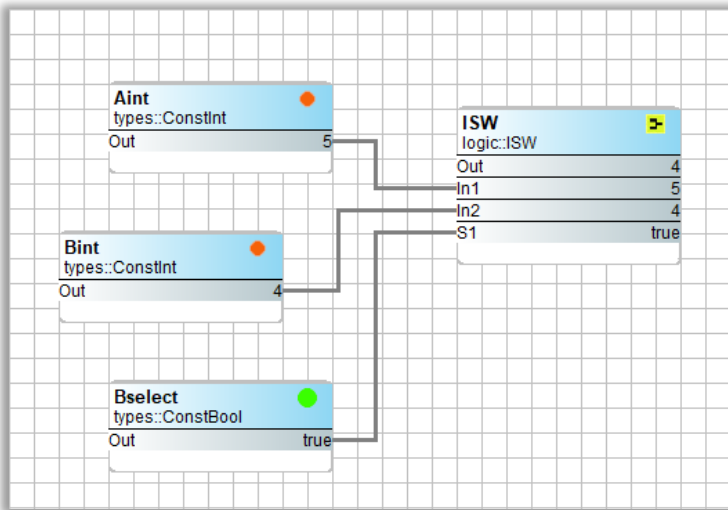 Aint
types::ConstInt
Out 5
ISW
logic::ISW
Out 4
In1 5
In2 4
S1 true
Bint
types::ConstInt
Out 4
Bselect
types::ConstBool
Out true